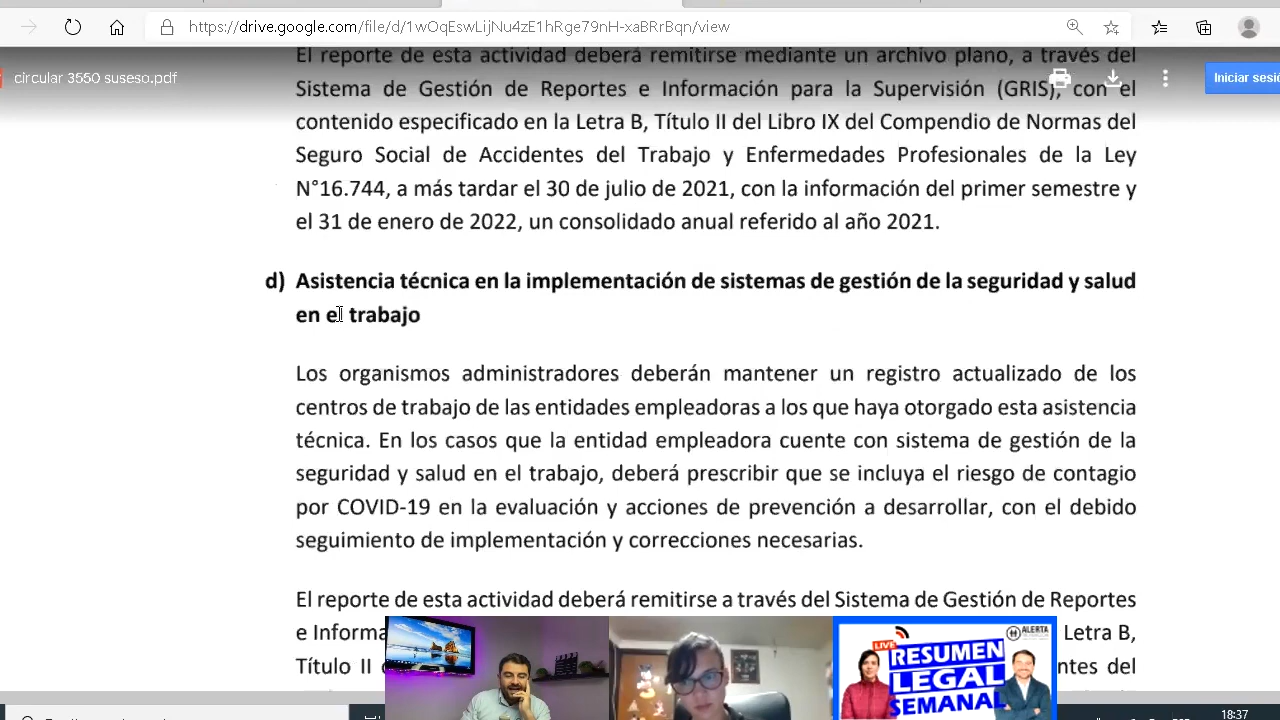 https://drive.google.com/file/d/1wOqEswLijNu4zE1hRge79nH-xaBRrBqn/view
circular 3550 suseso.pdf
Iniciar sesió
El reporte de esta actividad deberá remitirse mediante un archivo plano, a través del
Sistema de Gestión de Reportes e Información para la Supervisión (GRIS), con el
contenido especificado en la Letra B, Título II del Libro IX del Compendio de Normas del
Seguro Social de Accidentes del Trabajo y Enfermedades Profesionales de la Ley
N°16.744, a más tardar el 30 de julio de 2021, con la información del primer semestre y
el 31 de enero de 2022, un consolidado anual referido al año 2021.
d) Asistencia técnica en la implementación de sistemas de gestión de la seguridad y salud
en el trabajo
Los organismos administradores deberán mantener un registro actualizado de los
centros de trabajo de las entidades empleadoras a los que haya otorgado esta asistencia
técnica. En los casos que la entidad empleadora cuente con sistema de gestión de la
seguridad y salud en el trabajo, deberá prescribir que se incluya el riesgo de contagio
por COVID-19 en la evaluación y acciones de prevención a desarrollar, con el debido
seguimiento de implementación y correcciones necesarias.
El reporte de esta actividad deberá remitirse a través del Sistema de Gestión de Reportes
e Informa Letra B,
Título II del
ALERTA
LIVE
RESUMEN
LEGAL
SEMANAL
18:37